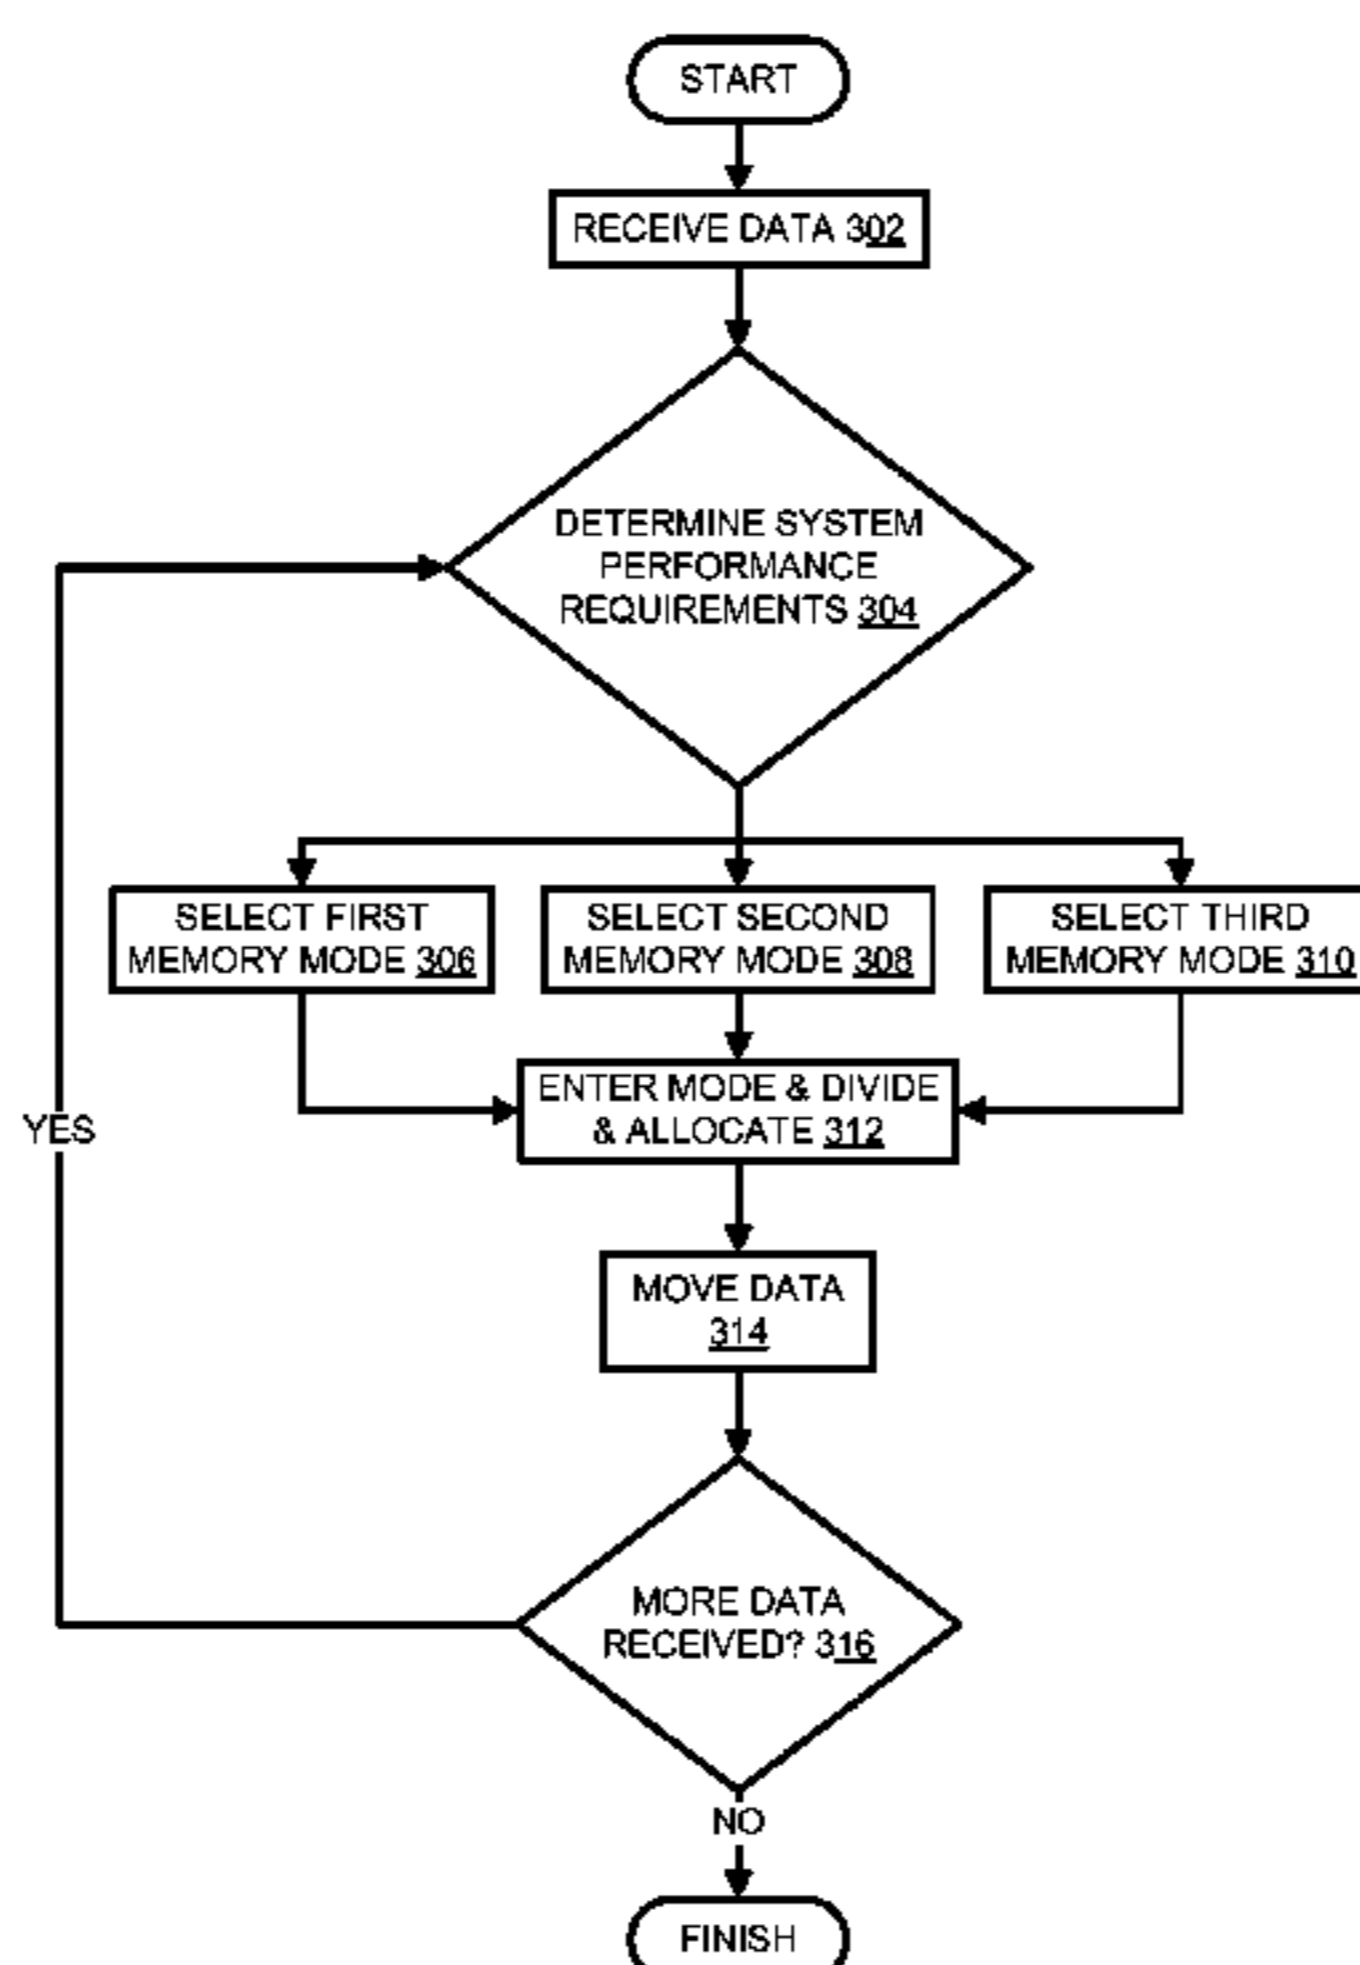 START
RECEIVE DATA 302
DETERMINE SYSTEM
PERFORMANCE
REQUIREMENTS 304
SELECT FIRST
MEMORY MODE 306
SELECT SECOND
MEMORY MODE 308
SELECT THIRD
MEMORY MODE 310
ENTER MODE & DIVIDE
& ALLOCATE 312
YES
MOVE DATA
314
MORE DATA
RECEIVED? 316
NO
FINISH